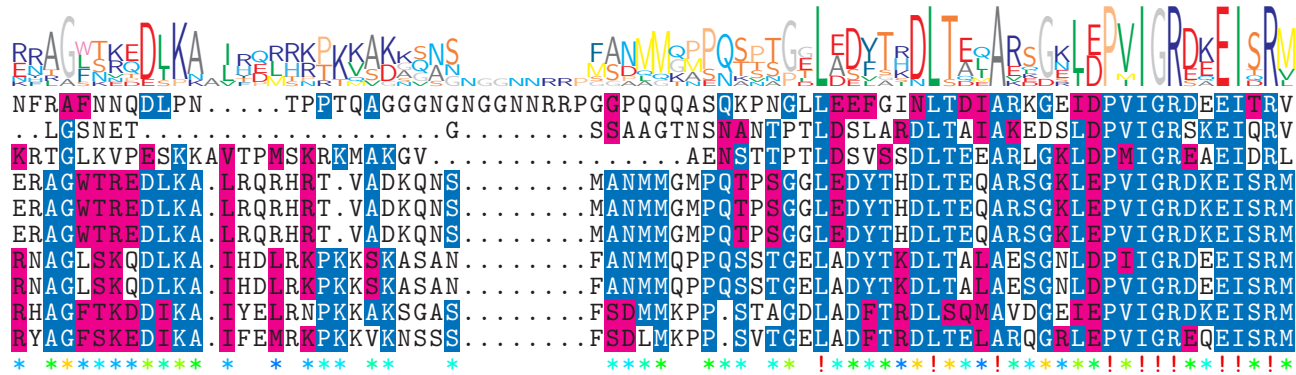 NFRAFNNQDLPN.....TPPTQAGGGNGNGGNNRRPGGPQQQASQKPNGLLEEFGINLTDIARKGEIDPVIGRDEEITRV
..LGSNET...................G........SSAAGTNSNANTPTLDSLARDLTAIAKEDSLDPVIGRSKEIQRV
KRTGLKVPESKKAVTPMSKRKMAKGV................AENSTTPTLDSVSSDLTEEARLGKLDPMIGREAEIDRL
ERAGWTREDLKA.LRQRHRT.VADKQNS........MANMMGMPQTPSGGLEDYTHDLTEQARSGKLEPVIGRDKEISRM
ERAGWTREDLKA.LRQRHRT.VADKQNS........MANMMGMPQTPSGGLEDYTHDLTEQARSGKLEPVIGRDKEISRM
ERAGWTREDLKA.LRQRHRT.VADKQNS........MANMMGMPQTPSGGLEDYTHDLTEQARSGKLEPVIGRDKEISRM
RNAGLSKQDLKA.IHDLRKPKKSKASAN........FANMMQPPQSSTGELADYTKDLTALAESGNLDPIIGRDEEISRM
RNAGLSKQDLKA.IHDLRKPKKSKASAN........FANMMQPPQSSTGELADYTKDLTALAESGNLDPVIGRDEEISRM
RHAGFTKDDIKA.IYELRNPKKAKSGAS........FSDMMKPP.STAGDLADFTRDLSQMAVDGEIEPVIGRDEEISRM
RYAGFSKEDIKA.IFEMRKPKKVKNSSS........FSDLMKPP.SVTGELADFTRDLTELARQGRLEPVIGREQEISRM